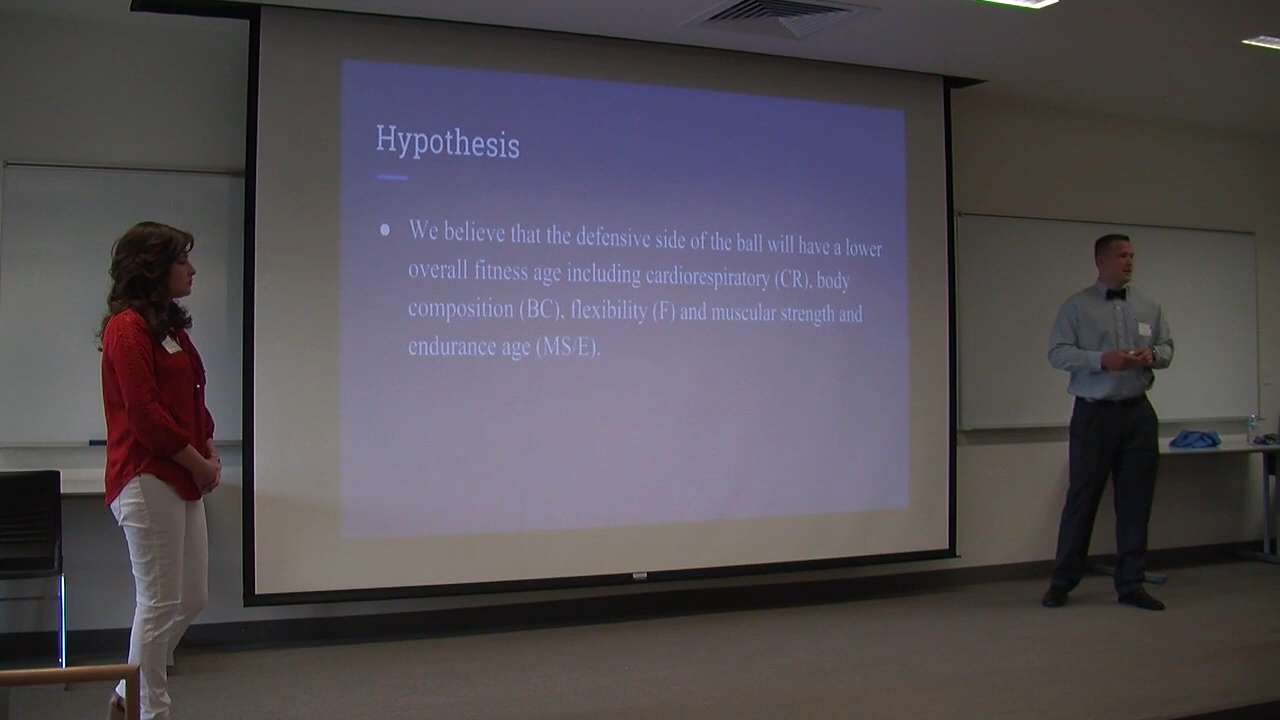 Hypothesis
● We believe that the defensive side of the ball will have a lower
overall fitness age including cardiorespiratory (CR), body
composition (BC), flexibility (F) and muscular strength and
endurance age (MS/E).